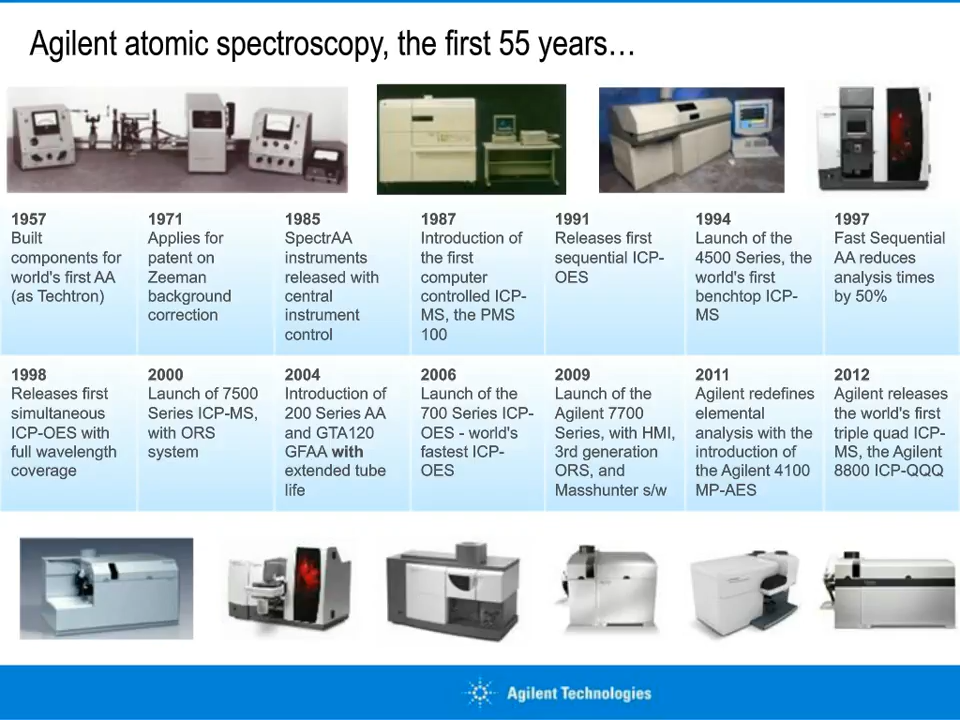 Agilent atomic spectroscopy, the first 55 years…
1957
Built
components for
world's first AA
(as Techtron)
1971
Applies for
patent on
Zeeman
background
correction
1985
SpectrAA
instruments
released with
central
instrument
control
1987
Introduction of
the first
computer
controlled ICP-
MS, the PMS
100
1991
Releases first
sequential ICP-
OES
1994
Launch of the
4500 Series, the
world's first
benchtop ICP-
MS
1997
Fast Sequential
AA reduces
analysis times
by 50%
1998
Releases first
simultaneous
ICP-OES with
full wavelength
coverage
2000
Launch of 7500
Series ICP-MS,
with ORS
system
2004
Introduction of
200 Series AA
and GTA120
GFAA with
extended tube
life
2006
Launch of the
700 Series ICP-
OES - world's
fastest ICP-
OES
2009
Launch of the
Agilent 7700
Series, with HMI,
3rd generation
ORS, and
Masshunter s/w
2011
Agilent redefines
elemental
analysis with the
introduction of
the Agilent 4100
MP-AES
2012
Agilent releases
the world's first
triple quad ICP-
MS, the Agilent
8800 ICP-QQQ
Agilent Technologies